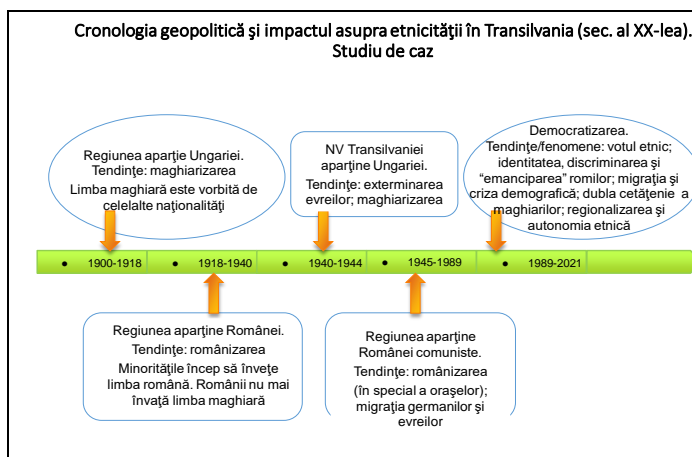 Cronologia geopolitică şi impactul asupra etnicităţii în Transilvania (sec. al XX-lea).
Studiu de caz
Regiunea aparţie Ungariei.
Tendinţe: maghiarizarea
Limba maghiară este vorbită de
celelalte naţionalităţi
NV Transilvaniei
aparţine Ungariei.
Tendinţe: exterminarea
evreilor; maghiarizarea
Democratizarea.
Tendinţe/fenomene: votul etnic;
identitatea, discriminarea şi
“emanciparea” romilor; migraţia şi
criza demografică; dubla cetăţenie a
maghiarilor; regionalizarea şi
autonomia etnică
• 1900-1918 • 1918-1940 • 1940-1944 • 1945-1989 • 1989-2021
Regiunea aparţine Românei.
Tendinţe: românizarea
Minorităţile încep să înveţe
limba română. Românii nu mai
învaţă limba maghiară
Regiunea aparţine
Românei comuniste.
Tendinţe: românizarea
(în special a oraşelor);
migraţia germanilor şi
evreilor